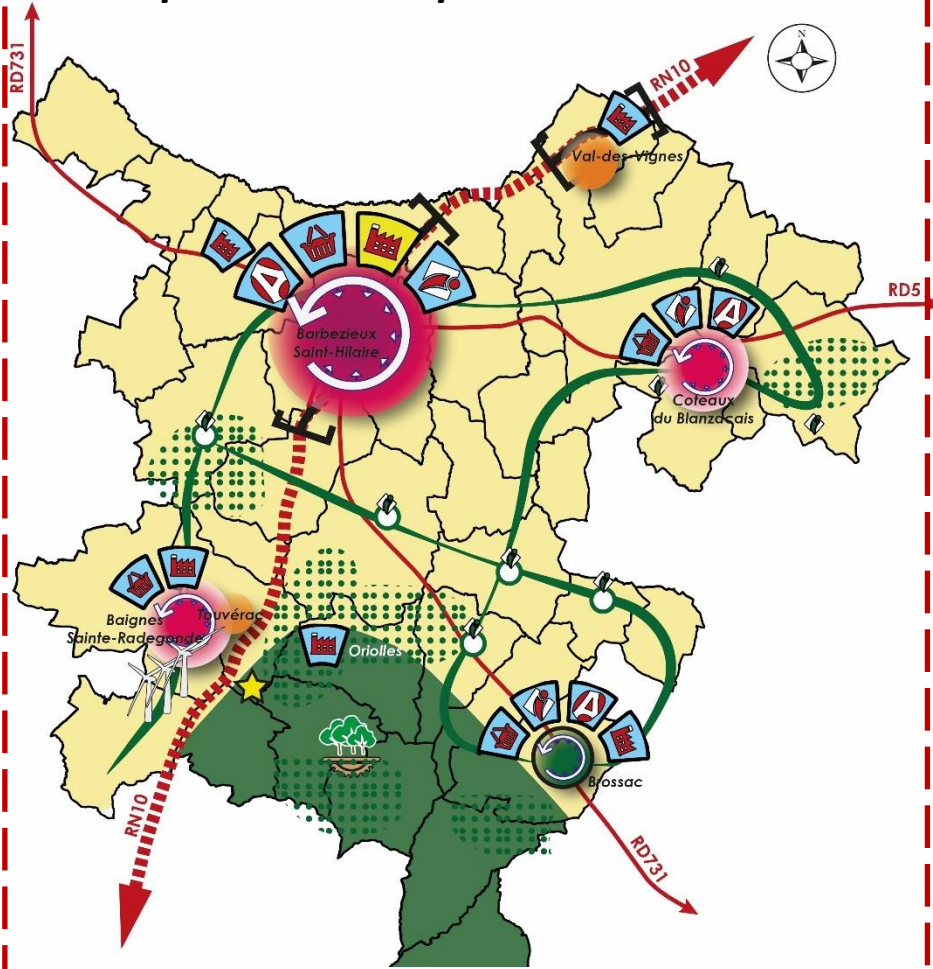 RD731
RN10
N
Val-des-Vignes
RD5
Barbezieux
Saint-Hilaire
Coteaux
du Blanzacais
Baignes
Sainte-Radegonde
Touvérac
Oriolles
Brossac
RN10
RD731